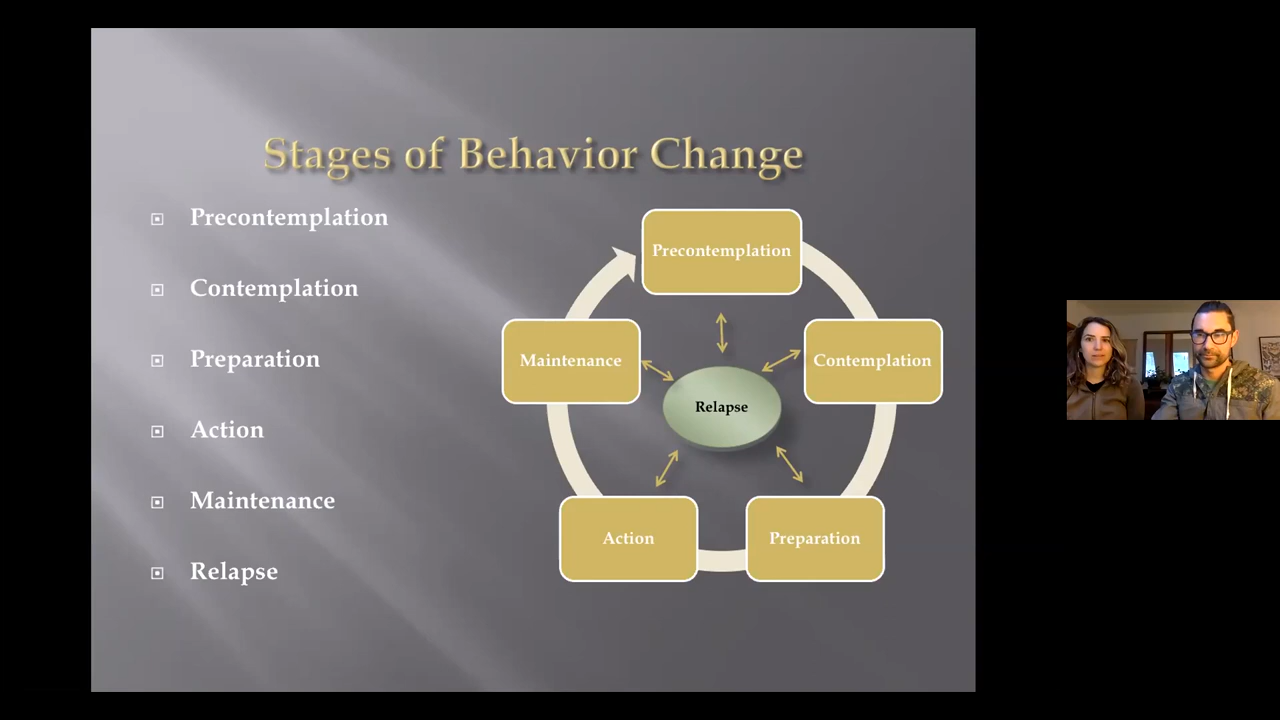 Stages of Behavior Change
Precontemplation
Contemplation
Preparation
Action
Maintenance
Relapse
Precontemplation
Maintenance
Contemplation
Relapse
Action
Preparation